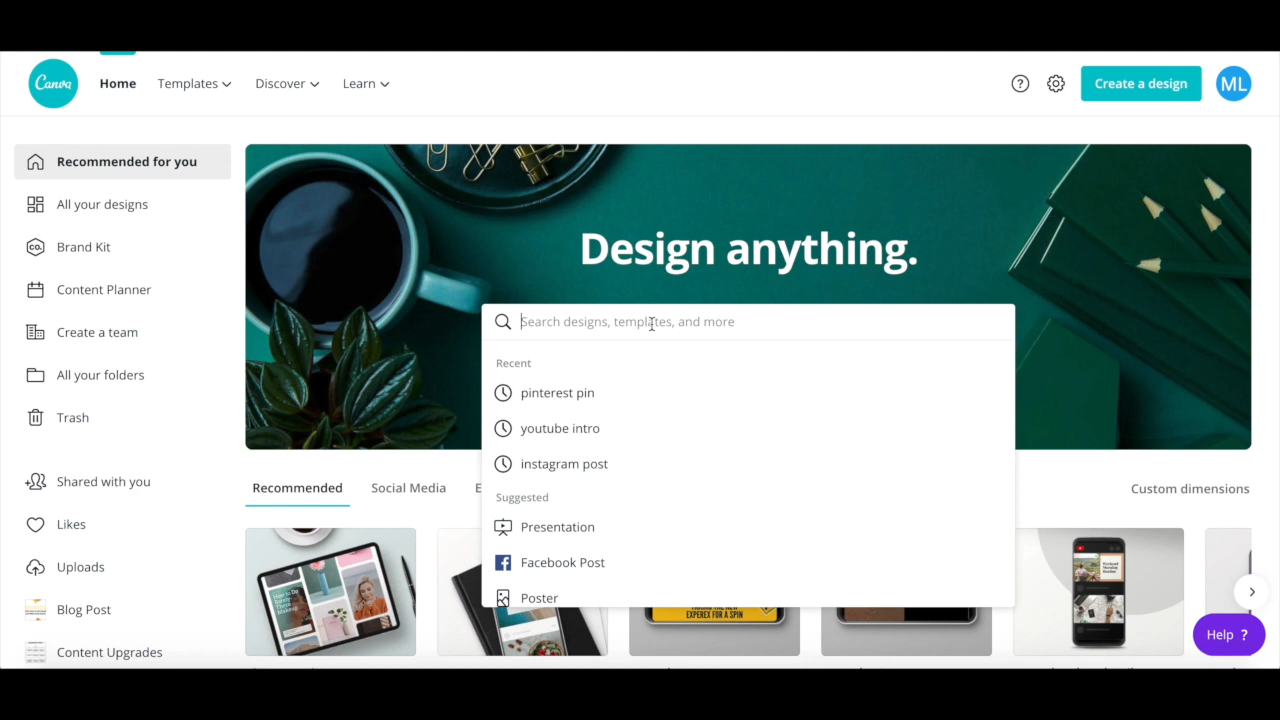 Canva
Home
Templates
Discover
Learn
?
Create a design
ML
Recommended for you
All your designs
CO.
Brand Kit
Content Planner
Create a team
All your folders
Trash
Shared with you
Likes
Uploads
Blog Post
Content Upgrades
Design anything.
Search designs, templates, and more
Recent
pinterest pin
youtube intro
instagram post
Suggested
Presentation
Facebook Post
Poster
Recommended
Social Media
E
Custom dimensions
Help ?